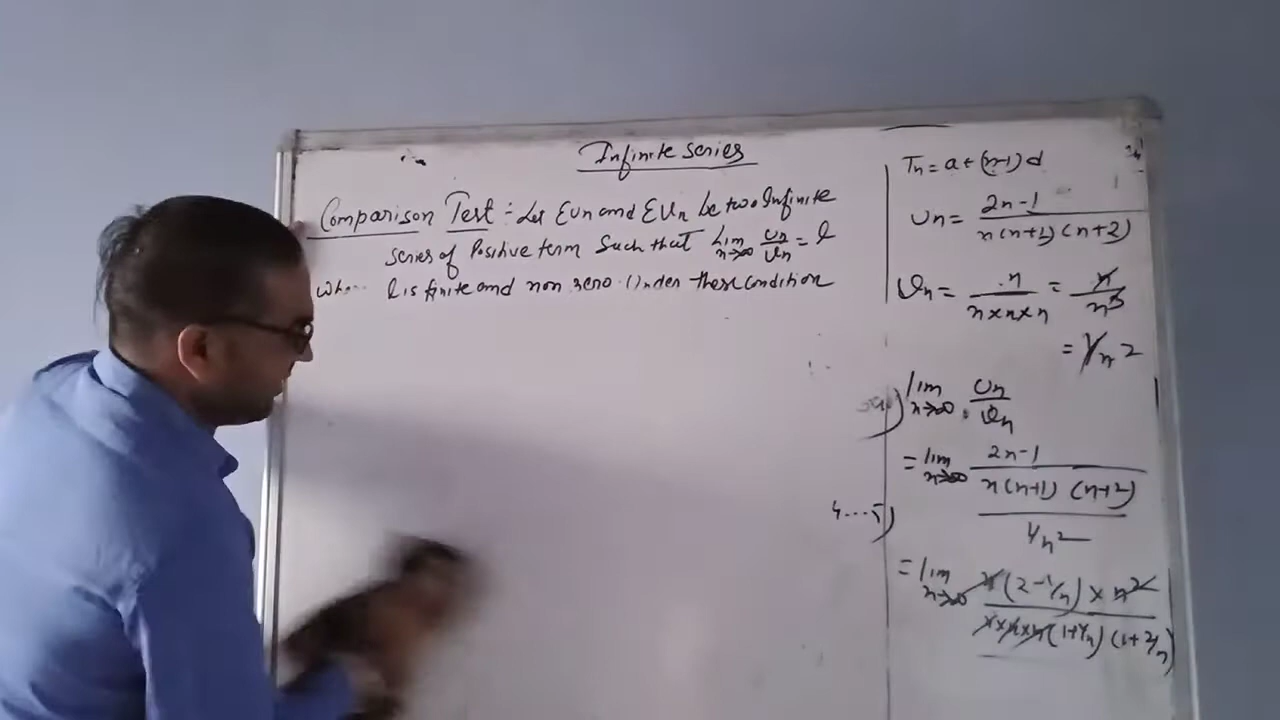 Infinite series
Comparison Test :- Let ΣUn and ΣVn be two Infinite
series of Positive term Such that Lim n→∞ Un/Vn = l
l is finite and non zero. Under these condition
Tn = a + (n-1) d
Un = 2n-1 / n(n+1) (n+2)
Vn = n / n×n×n = n / n³
= 1/n²
lim n→∞ Un/Vn
= lim n→∞ 2n-1 / n(n+1) (n+2)
1/n²
= lim n→∞ n(2-1/n) × n² / n×n×n (1+1/n) (1+2/n)